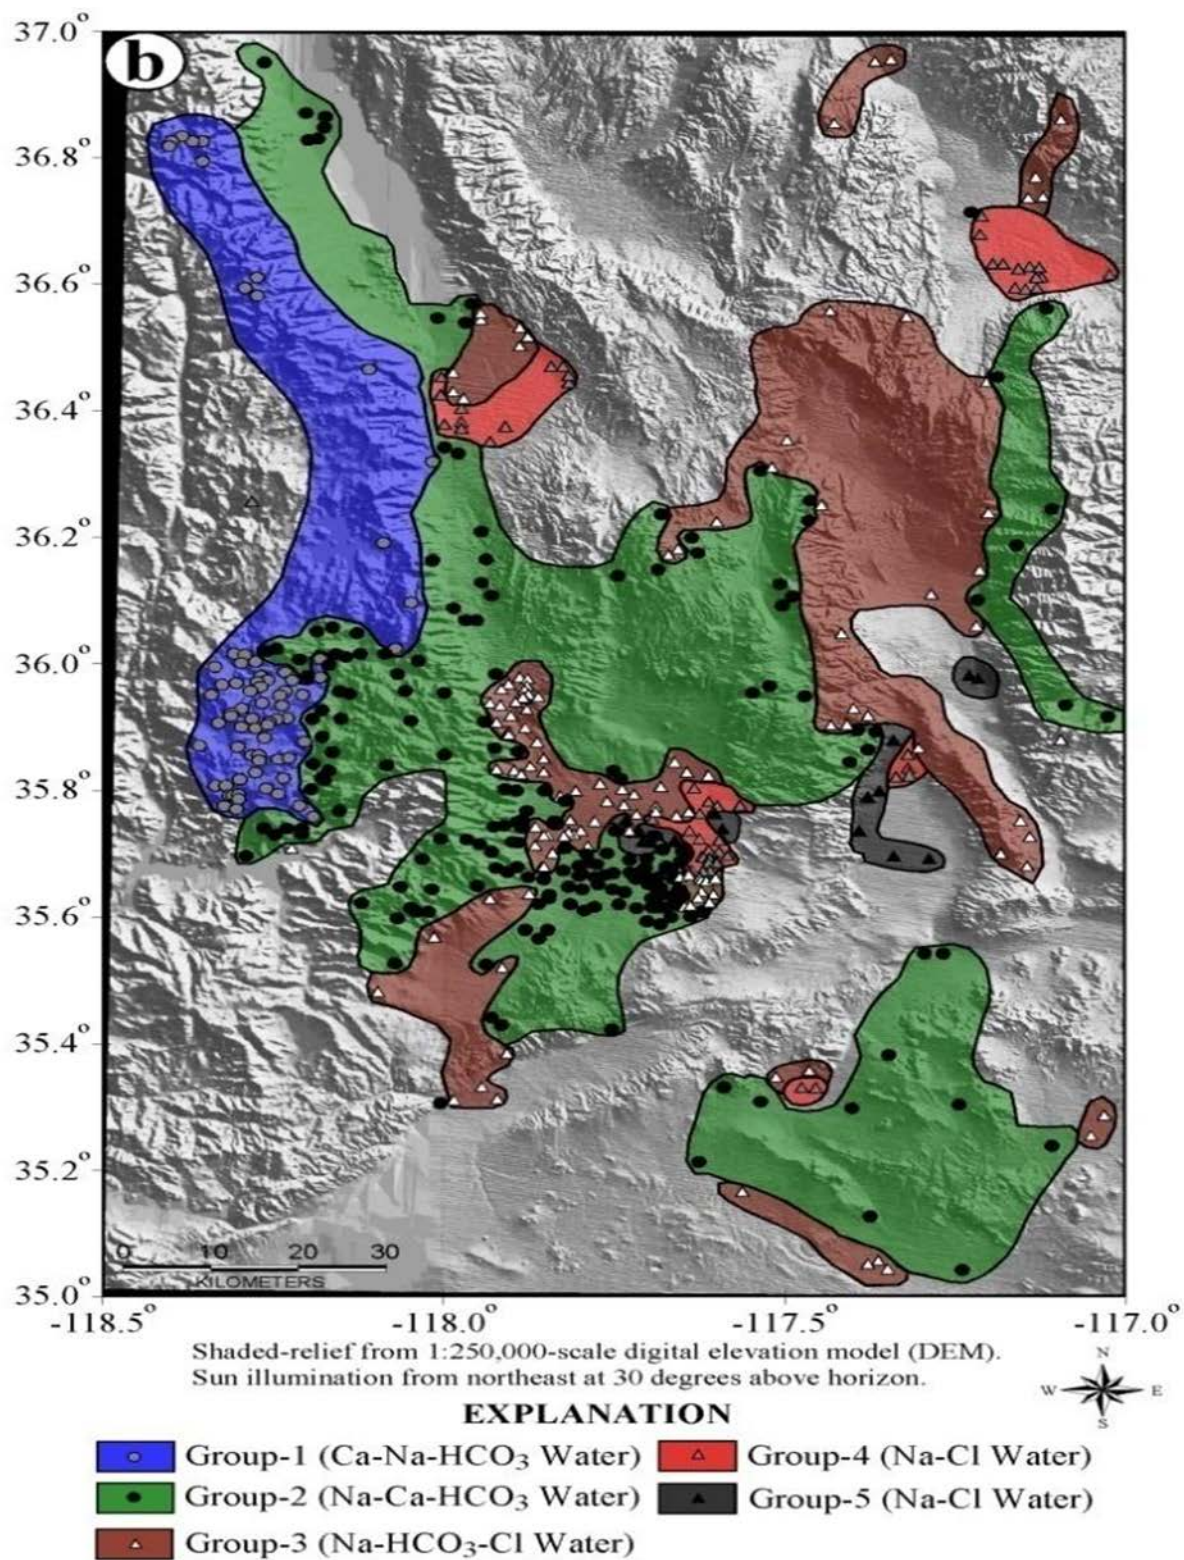 37.0°
b
36.8°
36.6°
36.4°
36.2°
36.0°
35.8°
35.6°
35.4°
35.2°
0 10 20 30
KILOMETERS
35.0°
-118.5° -118.0° -117.5° -117.0°
Shaded-relief from 1:250,000-scale digital elevation model (DEM).
Sun illumination from northeast at 30 degrees above horizon.
N
W E
S
EXPLANATION
Group-1 (Ca-Na-HCO₃ Water) Group-4 (Na-Cl Water)
Group-2 (Na-Ca-HCO₃ Water) Group-5 (Na-Cl Water)
Group-3 (Na-HCO₃-Cl Water)